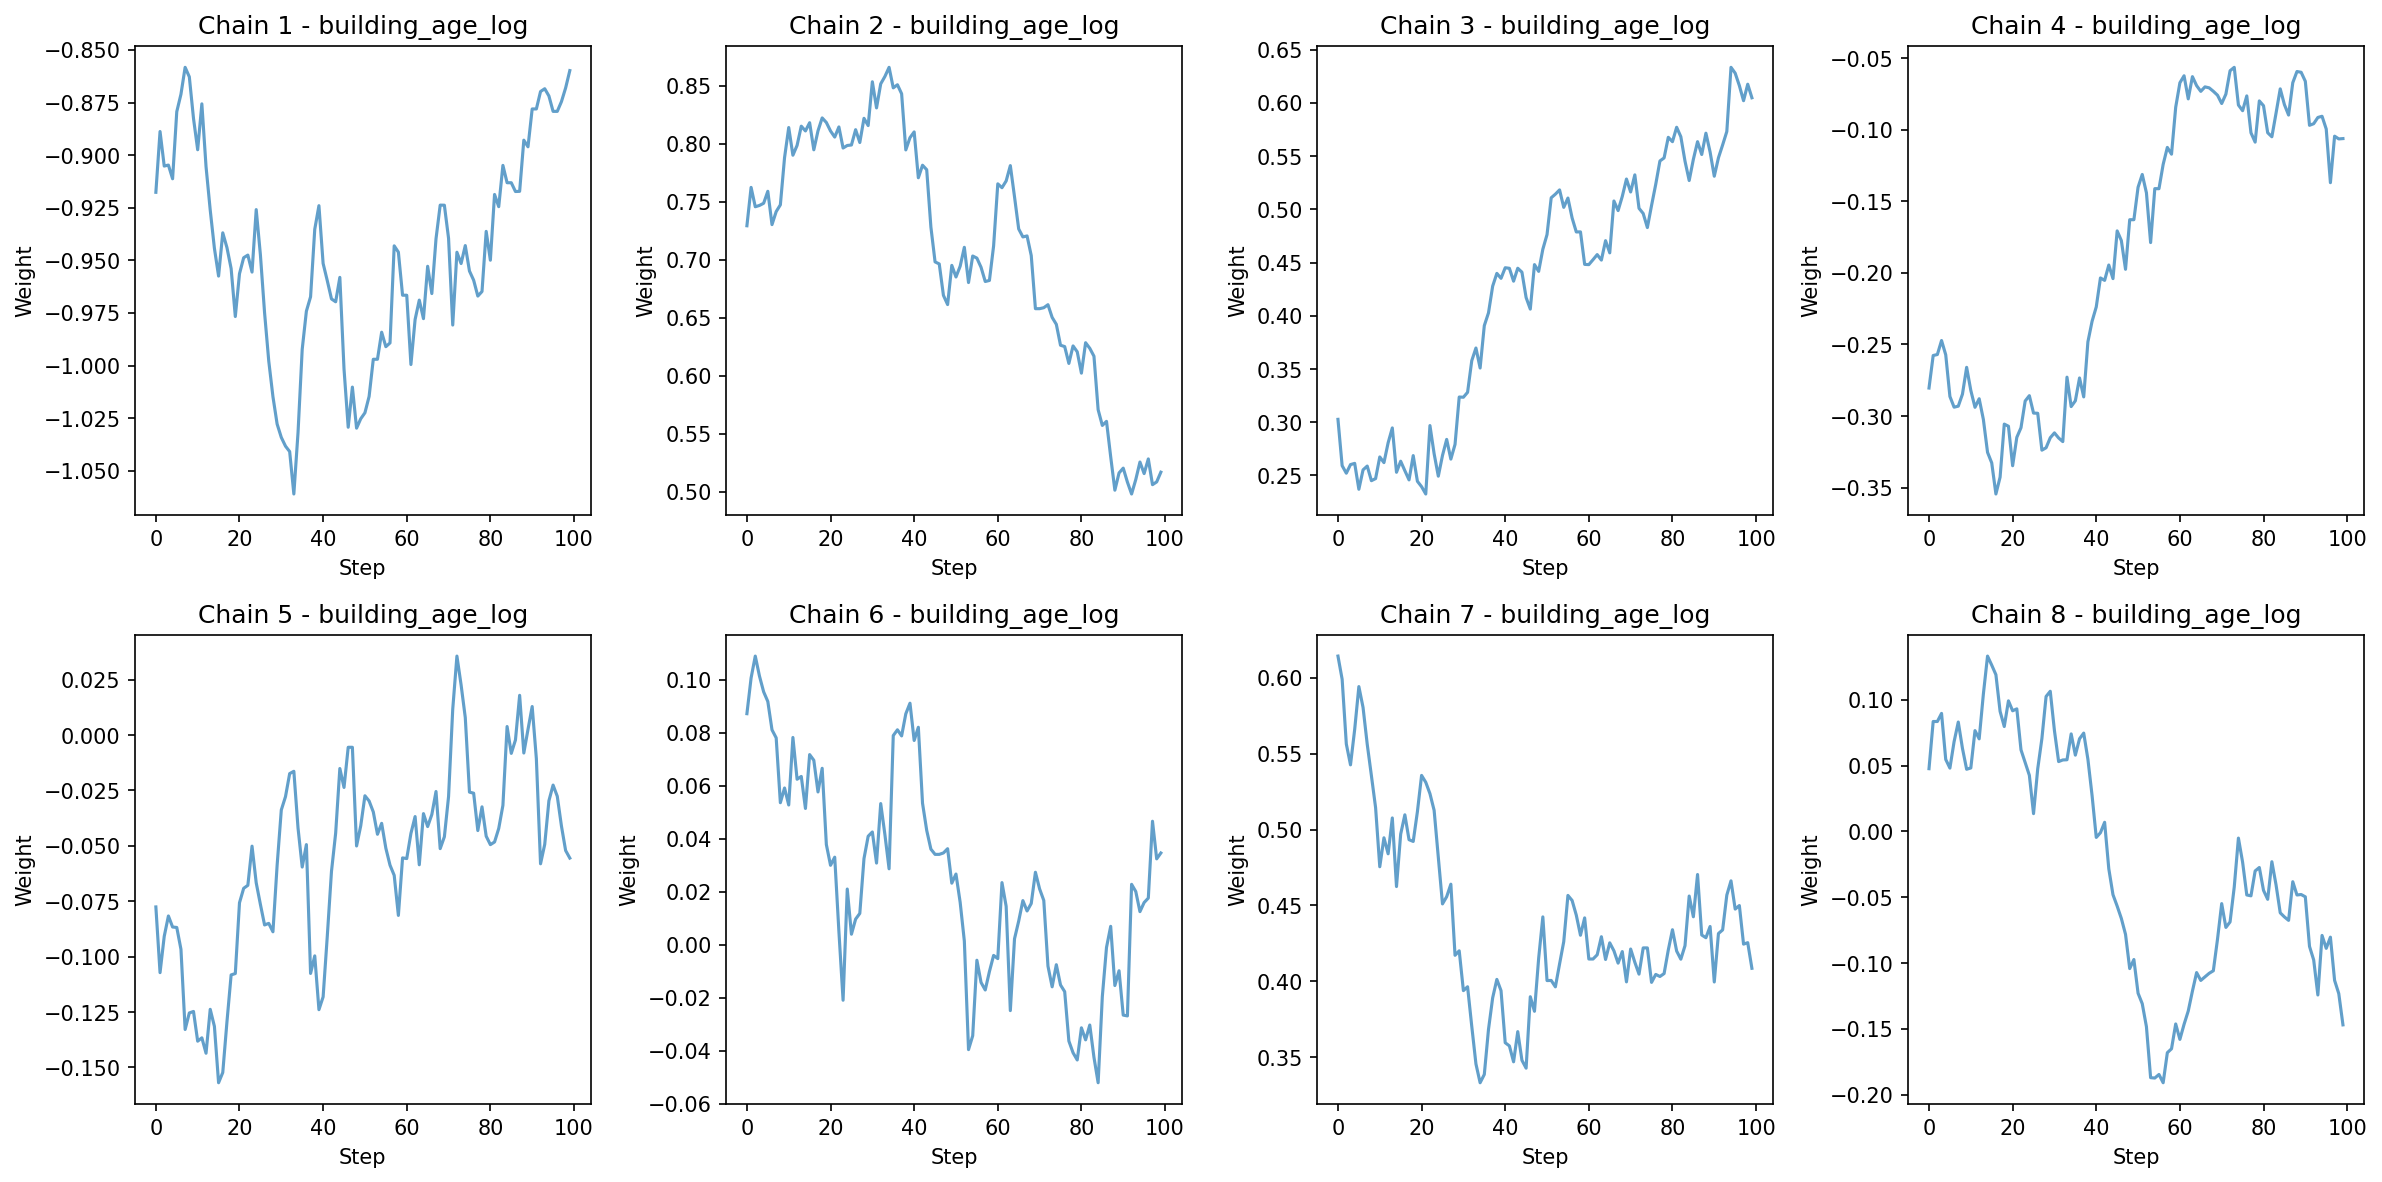 Chain 1 - building_age_log
Chain 2 - building_age_log
Chain 3 - building_age_log
Chain 4 - building_age_log
−0.850
−0.875
−0.900
−0.925
−0.950
−0.975
−1.000
−1.025
−1.050
Weight
0 20 40 60 80 100
Step
0.85
0.80
0.75
0.70
0.65
0.60
0.55
0.50
Weight
0 20 40 60 80 100
Step
0.65
0.60
0.55
0.50
0.45
0.40
0.35
0.30
0.25
Weight
0 20 40 60 80 100
Step
−0.05
−0.10
−0.15
−0.20
−0.25
−0.30
−0.35
Weight
0 20 40 60 80 100
Step
Chain 5 - building_age_log
Chain 6 - building_age_log
Chain 7 - building_age_log
Chain 8 - building_age_log
0.025
0.000
−0.025
−0.050
−0.075
−0.100
−0.125
−0.150
Weight
0 20 40 60 80 100
Step
0.10
0.08
0.06
0.04
0.02
0.00
−0.02
−0.04
−0.06
Weight
0 20 40 60 80 100
Step
0.60
0.55
0.50
0.45
0.40
0.35
Weight
0 20 40 60 80 100
Step
0.10
0.05
0.00
−0.05
−0.10
−0.15
−0.20
Weight
0 20 40 60 80 100
Step